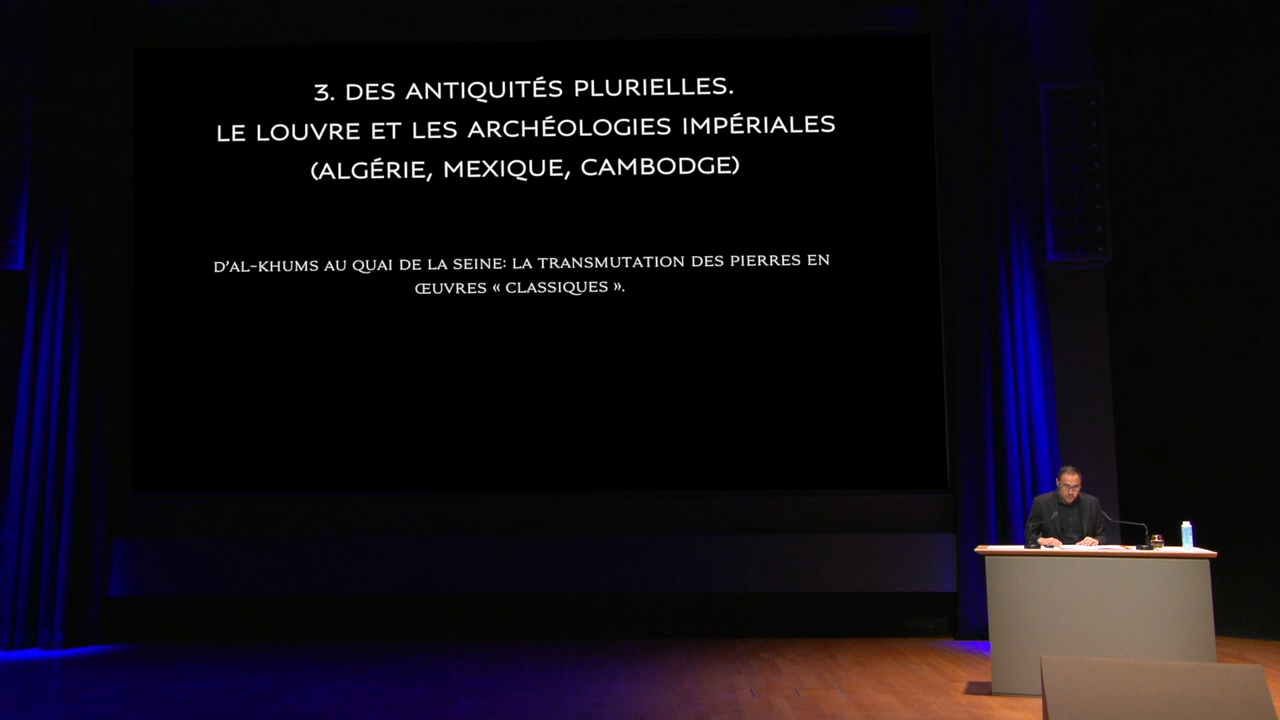 3. DES ANTIQUITÉS PLURIELLES.
LE LOUVRE ET LES ARCHÉOLOGIES IMPÉRIALES
(ALGÉRIE, MEXIQUE, CAMBODGE)
D’AL-KHUMS AU QUAI DE LA SEINE: LA TRANSMUTATION DES PIERRES EN
ŒUVRES « CLASSIQUES ».